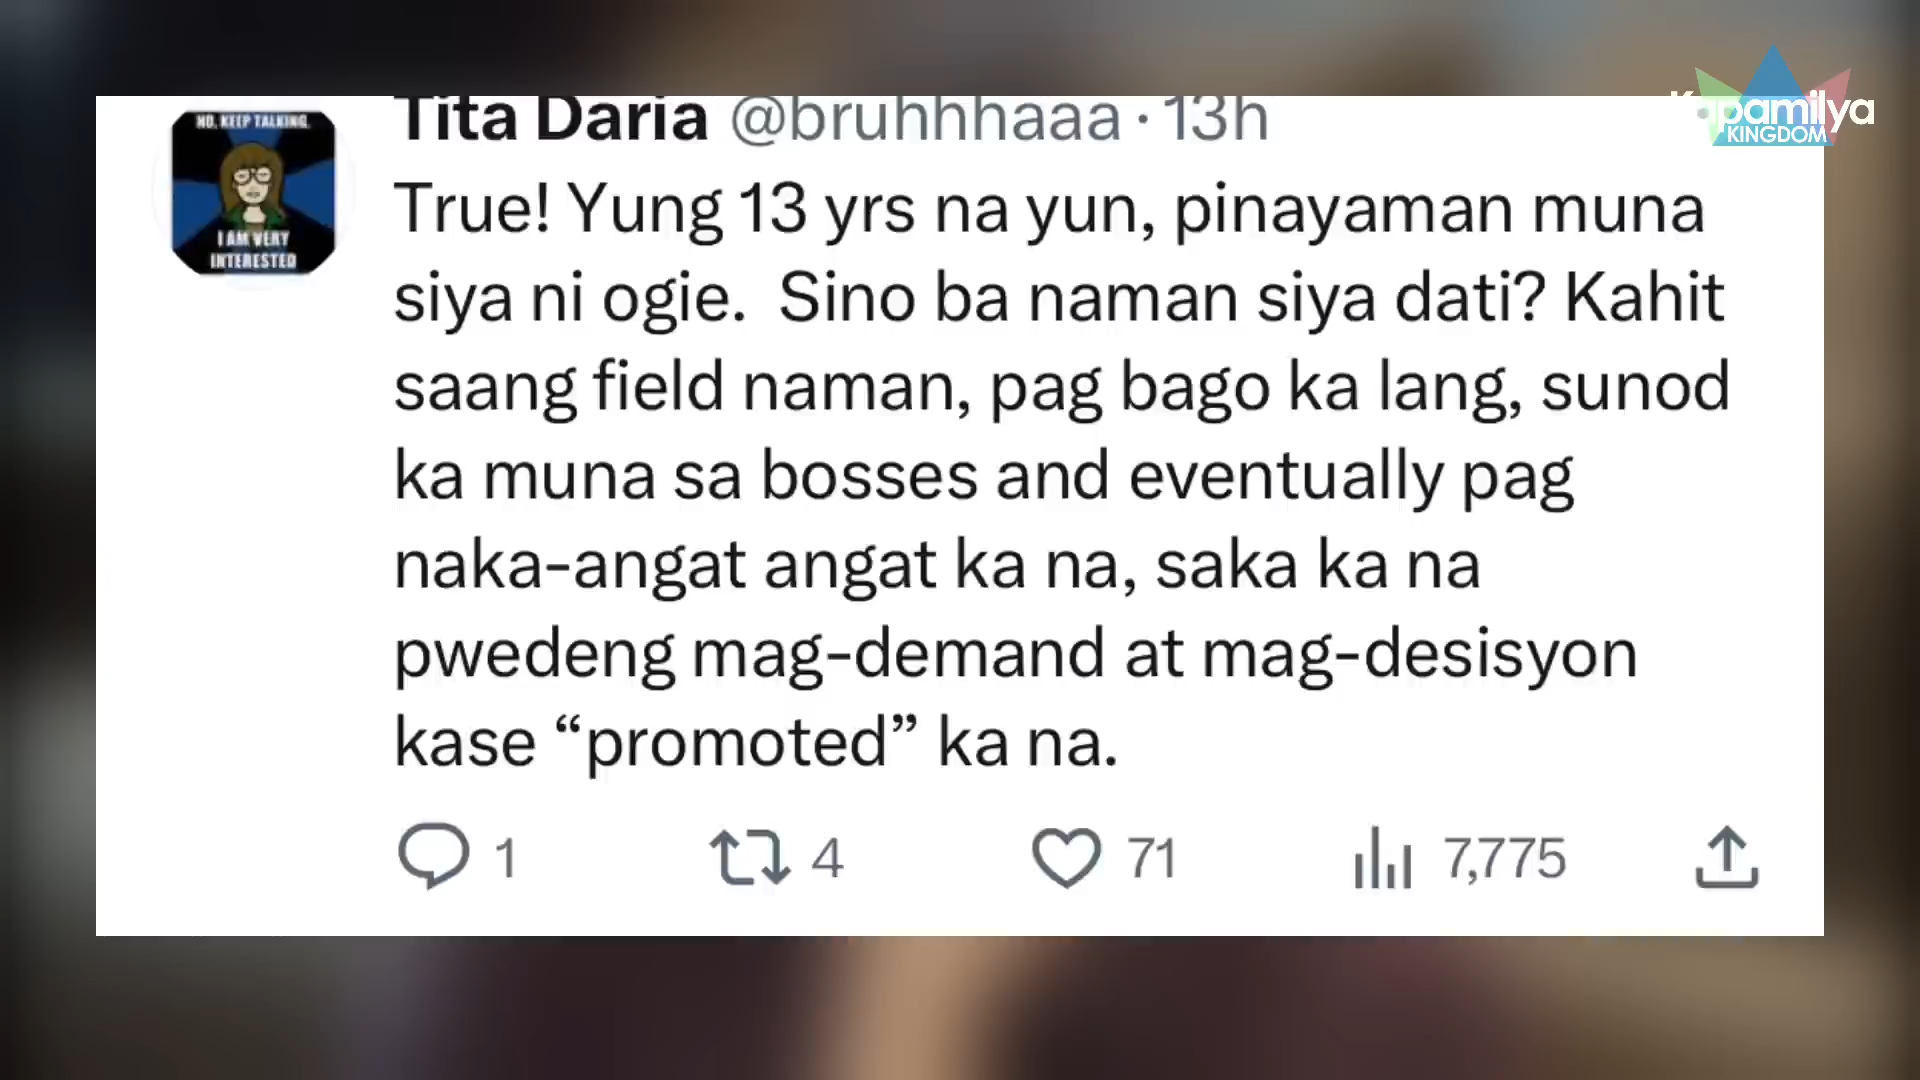 Kapamilya
KINGDOM
NO, KEEP TALKING.
I AM VERY
INTERESTED
Tita Daria @bruhhhaaa · 13h
True! Yung 13 yrs na yun, pinayaman muna
siya ni ogie.  Sino ba naman siya dati? Kahit
saang field naman, pag bago ka lang, sunod
ka muna sa bosses and eventually pag
naka-angat angat ka na, saka ka na
pwedeng mag-demand at mag-desisyon
kase “promoted” ka na.
1 4 71 7,775